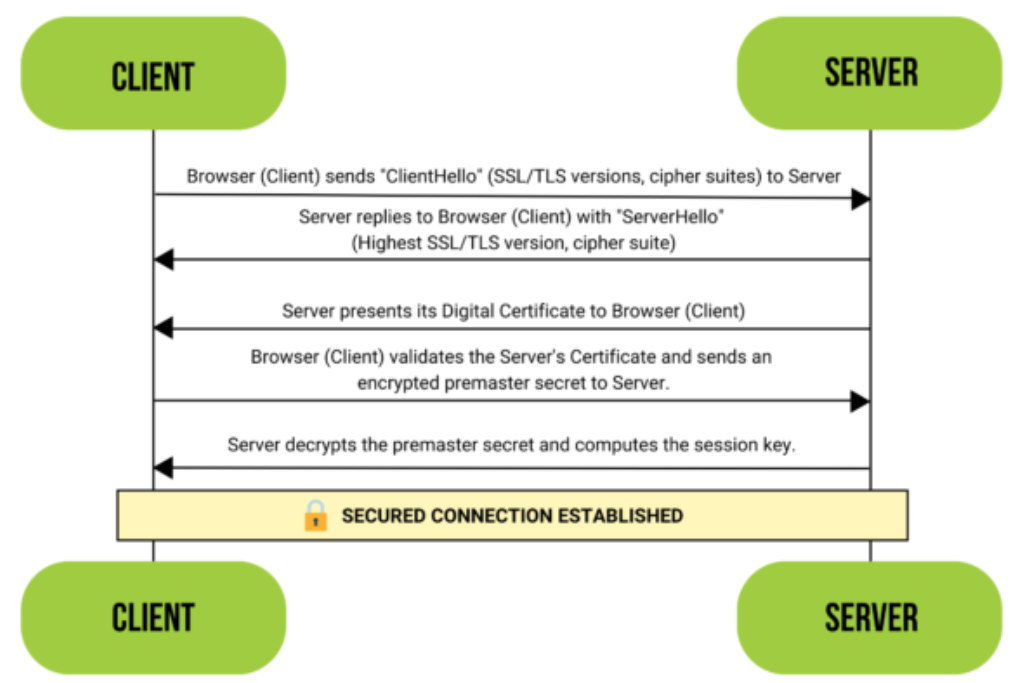 CLIENT
SERVER
Browser (Client) sends "ClientHello" (SSL/TLS versions, cipher suites) to Server
Server replies to Browser (Client) with "ServerHello"
(Highest SSL/TLS version, cipher suite)
Server presents its Digital Certificate to Browser (Client)
Browser (Client) validates the Server's Certificate and sends an
encrypted premaster secret to Server.
Server decrypts the premaster secret and computes the session key.
SECURED CONNECTION ESTABLISHED
CLIENT
SERVER